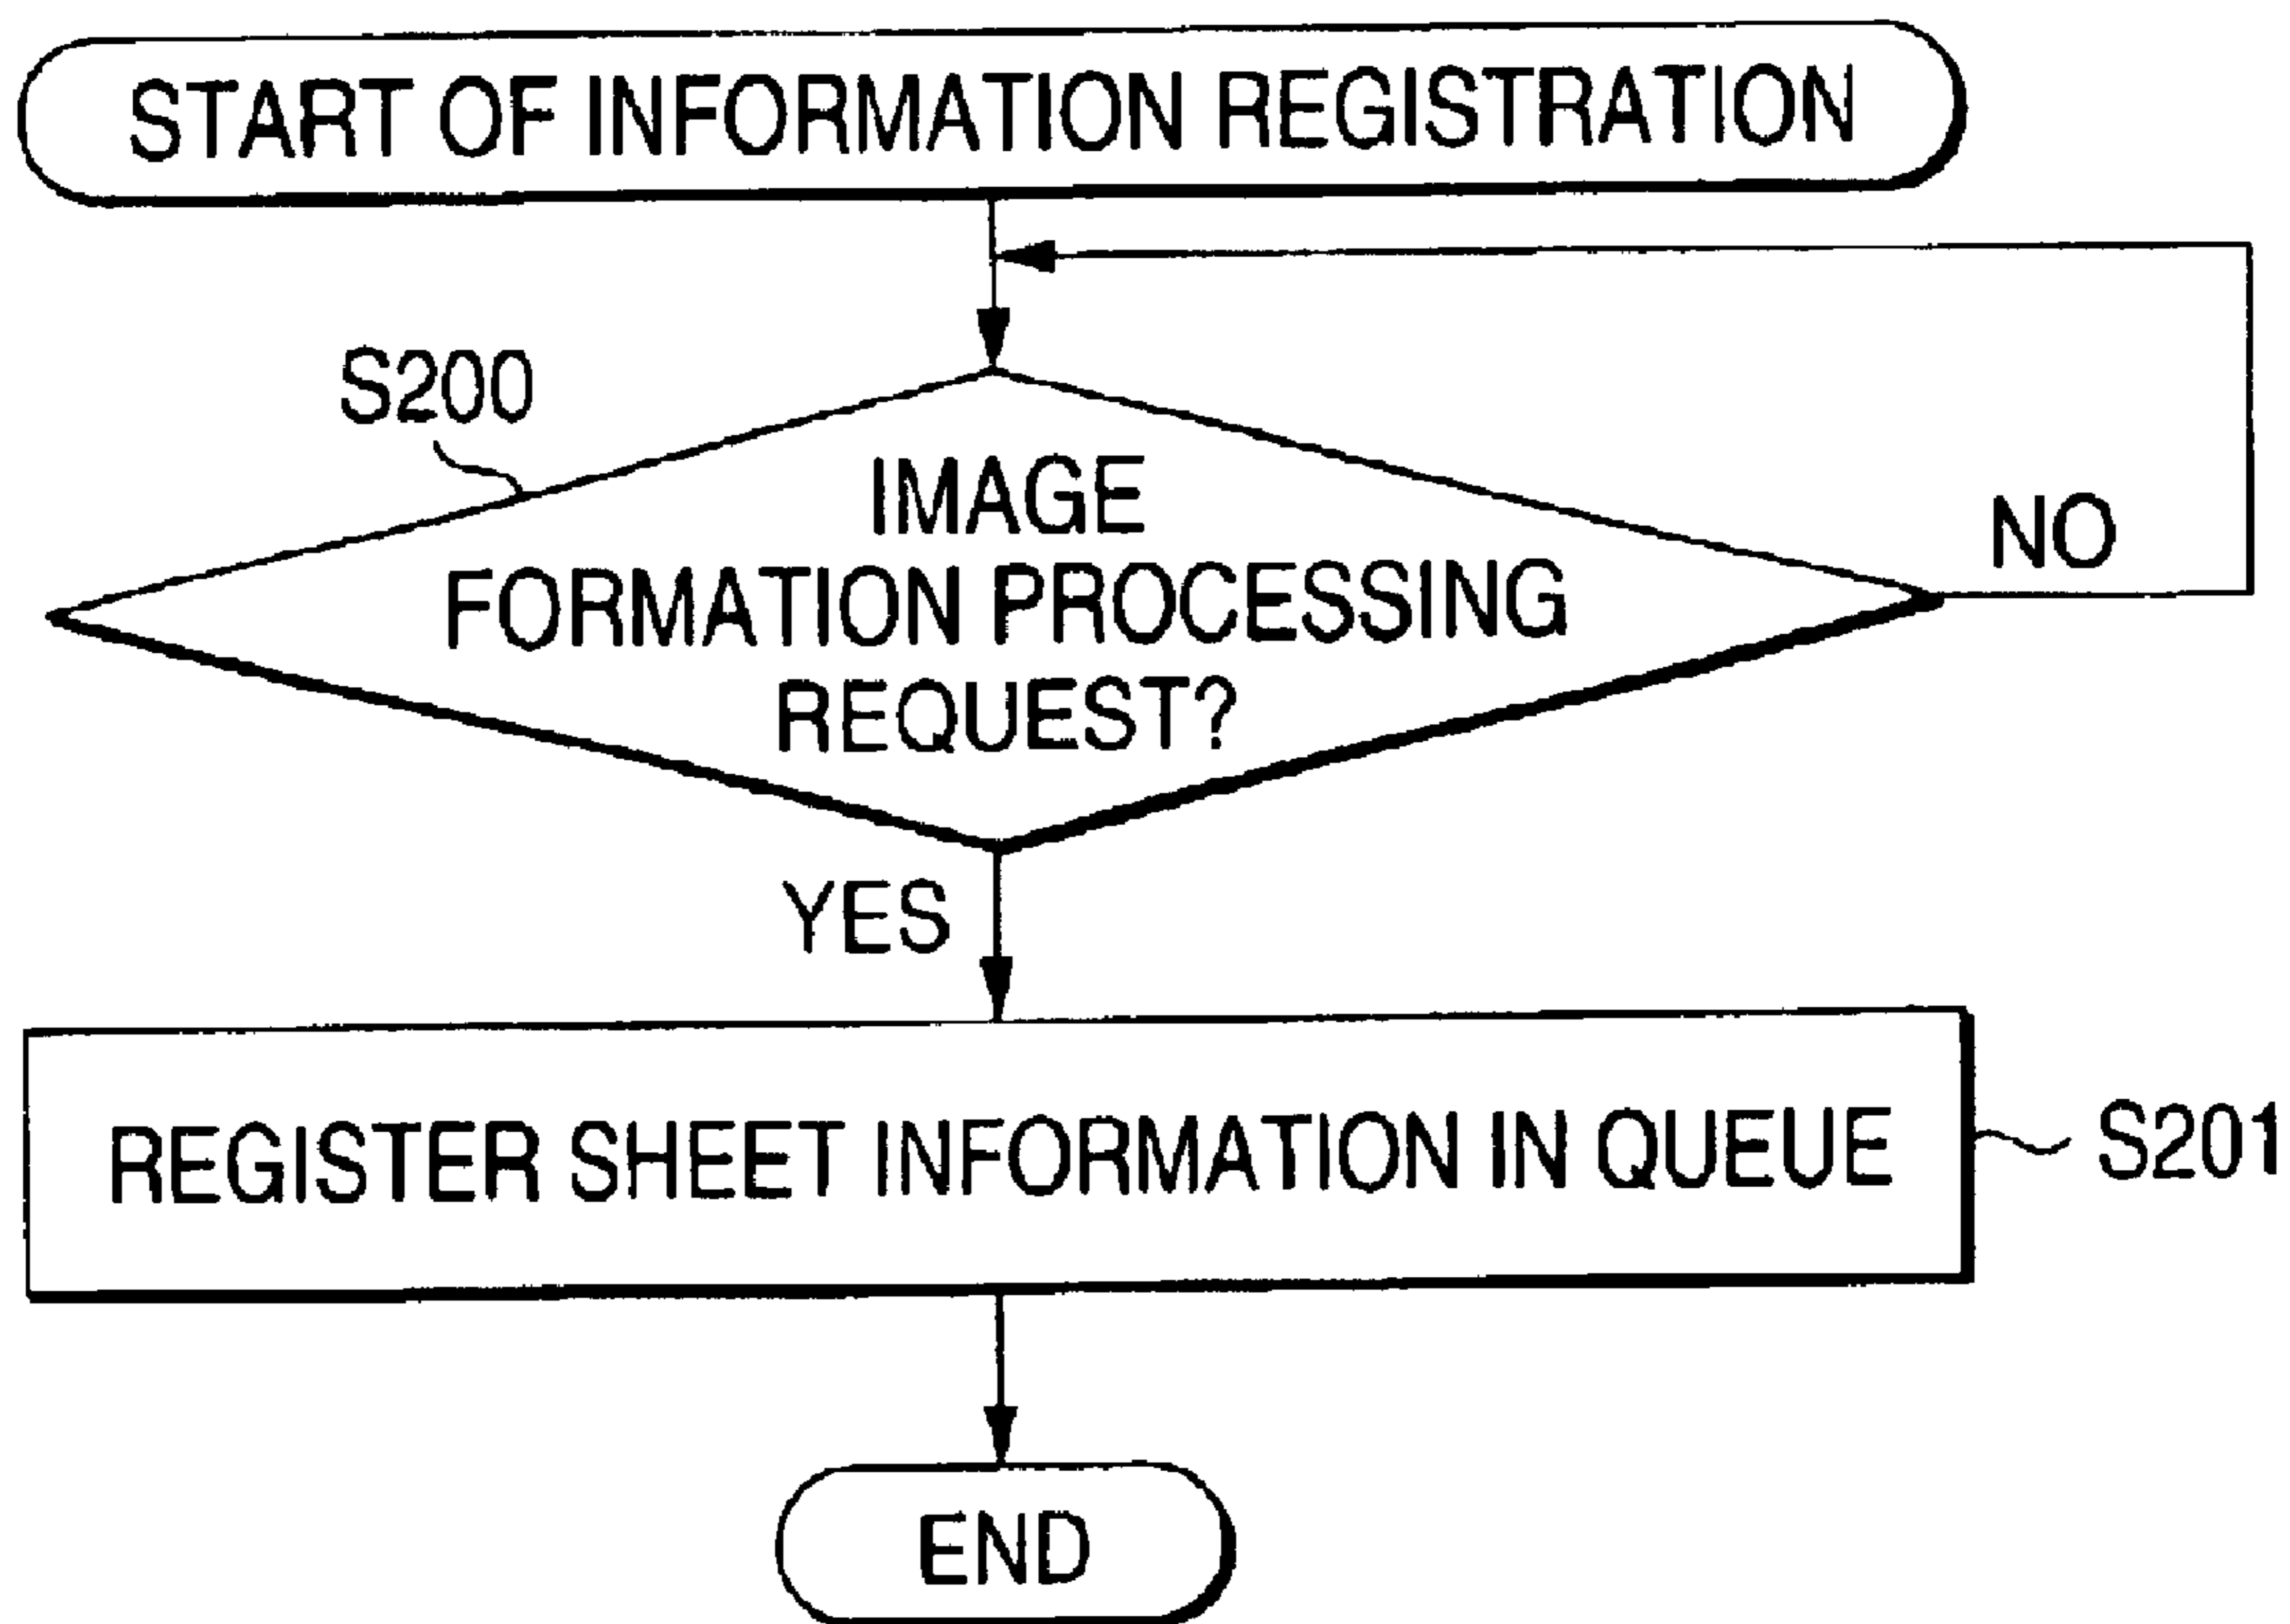 START OF INFORMATION REGISTRATION
S200
IMAGE
FORMATION PROCESSING
REQUEST?
NO
YES
REGISTER SHEET INFORMATION IN QUEUE
S201
END